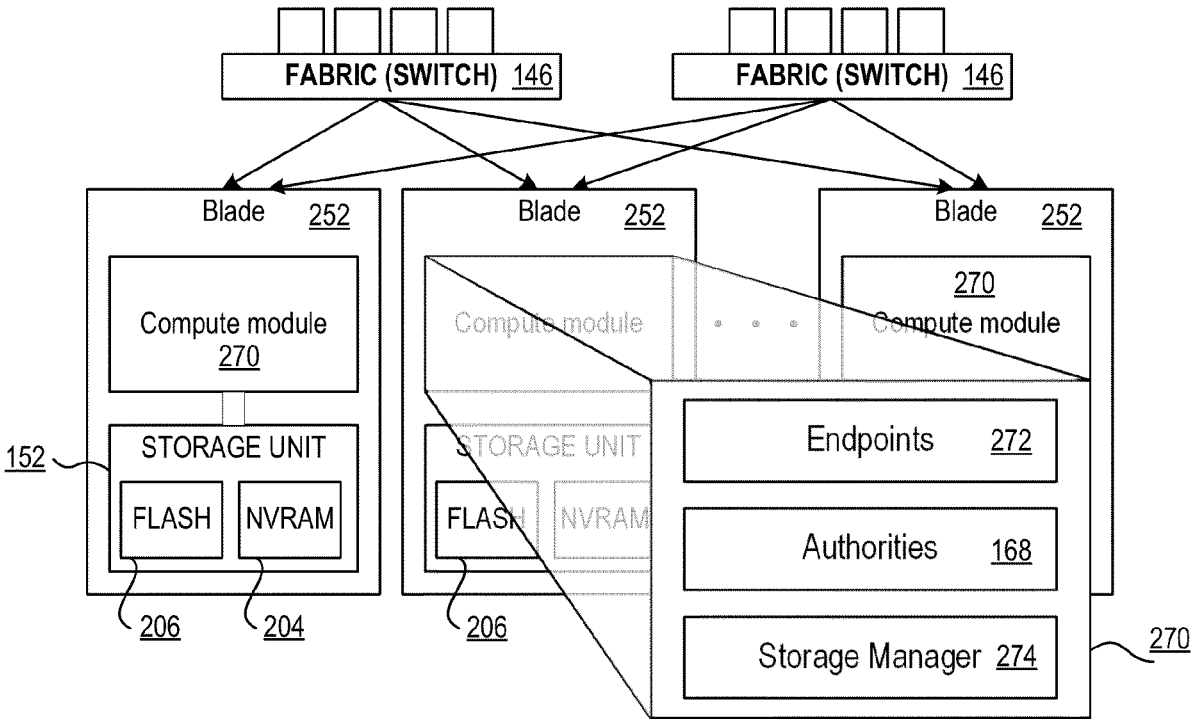 FABRIC (SWITCH) 146
FABRIC (SWITCH) 146
Blade 252
Blade 252
Blade 252
Compute module
270
Compute module
• • •
270
Compute module
152
STORAGE UNIT
FLASH
NVRAM
206
204
STORAGE UNIT
FLASH
NVRAM
206
Endpoints 272
Authorities 168
Storage Manager 274
270